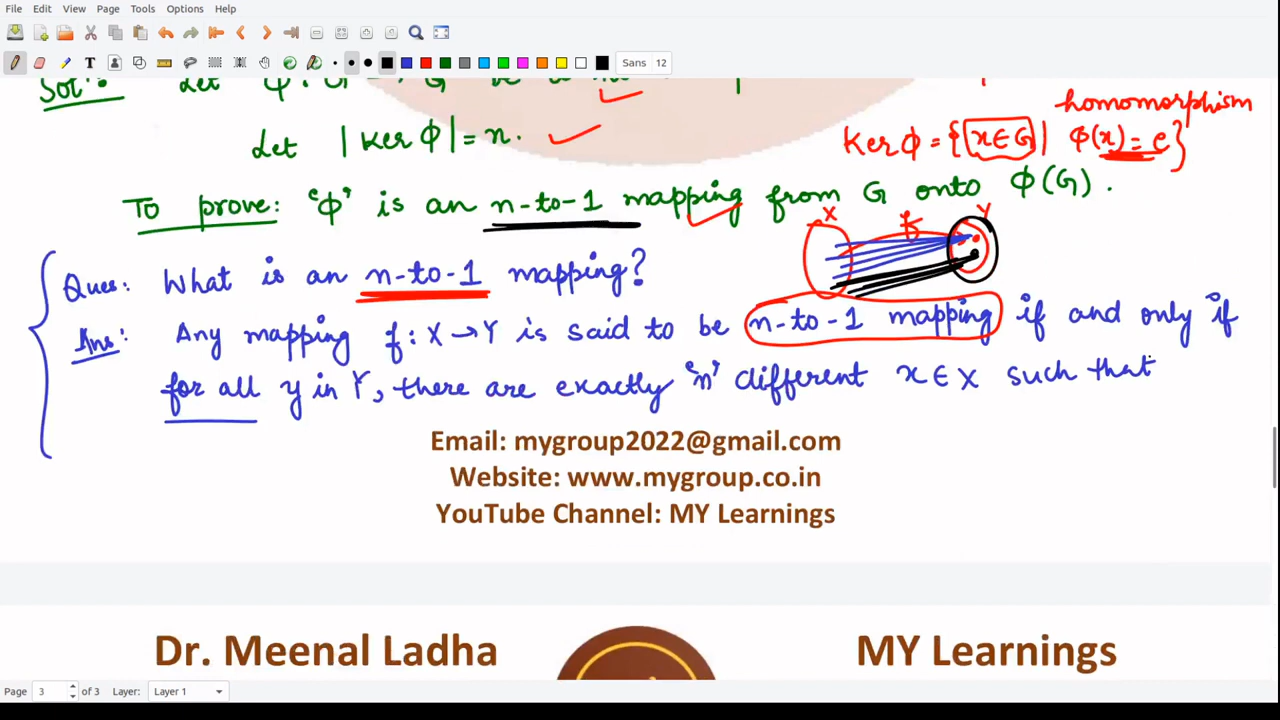 File Edit View Page Tools Options Help
Sans 12
Sol": Let
homomorphism
Let |Ker Φ| = n. Ker Φ = {x∈G | Φ(x) = e}
To prove: 'Φ' is an n-to-1 mapping from G onto Φ(G).
X f Y
Ques: What is an n-to-1 mapping?
Ans: Any mapping f: X→Y is said to be n-to-1 mapping if and only if
for all y in Y, there are exactly 'n' different x∈X such that
Email: mygroup2022@gmail.com
Website: www.mygroup.co.in
YouTube Channel: MY Learnings
Dr. Meenal Ladha MY Learnings
Page 3 of 3 Layer: Layer 1